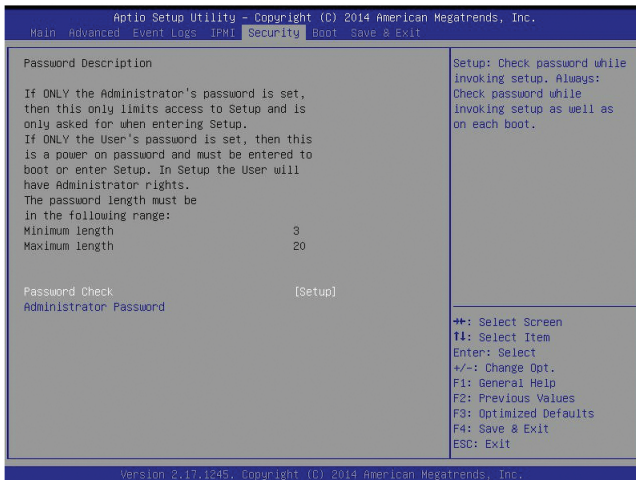 Aptio Setup Utility – Copyright (C) 2014 American Megatrends, Inc.
Main Advanced Event Logs IPMI Security Boot Save & Exit
Password Description
If ONLY the Administrator's password is set,
then this only limits access to Setup and is
only asked for when entering Setup.
If ONLY the User's password is set, then this
is a power on password and must be entered to
boot or enter Setup. In Setup the User will
have Administrator rights.
The password length must be
in the following range:
Minimum length 3
Maximum length 20
Password Check [Setup]
Administrator Password
Setup: Check password while
invoking setup. Always:
Check password while
invoking setup as well as
on each boot.
→←: Select Screen
↑↓: Select Item
Enter: Select
+/-: Change Opt.
F1: General Help
F2: Previous Values
F3: Optimized Defaults
F4: Save & Exit
ESC: Exit
Version 2.17.1245. Copyright (C) 2014 American Megatrends, Inc.